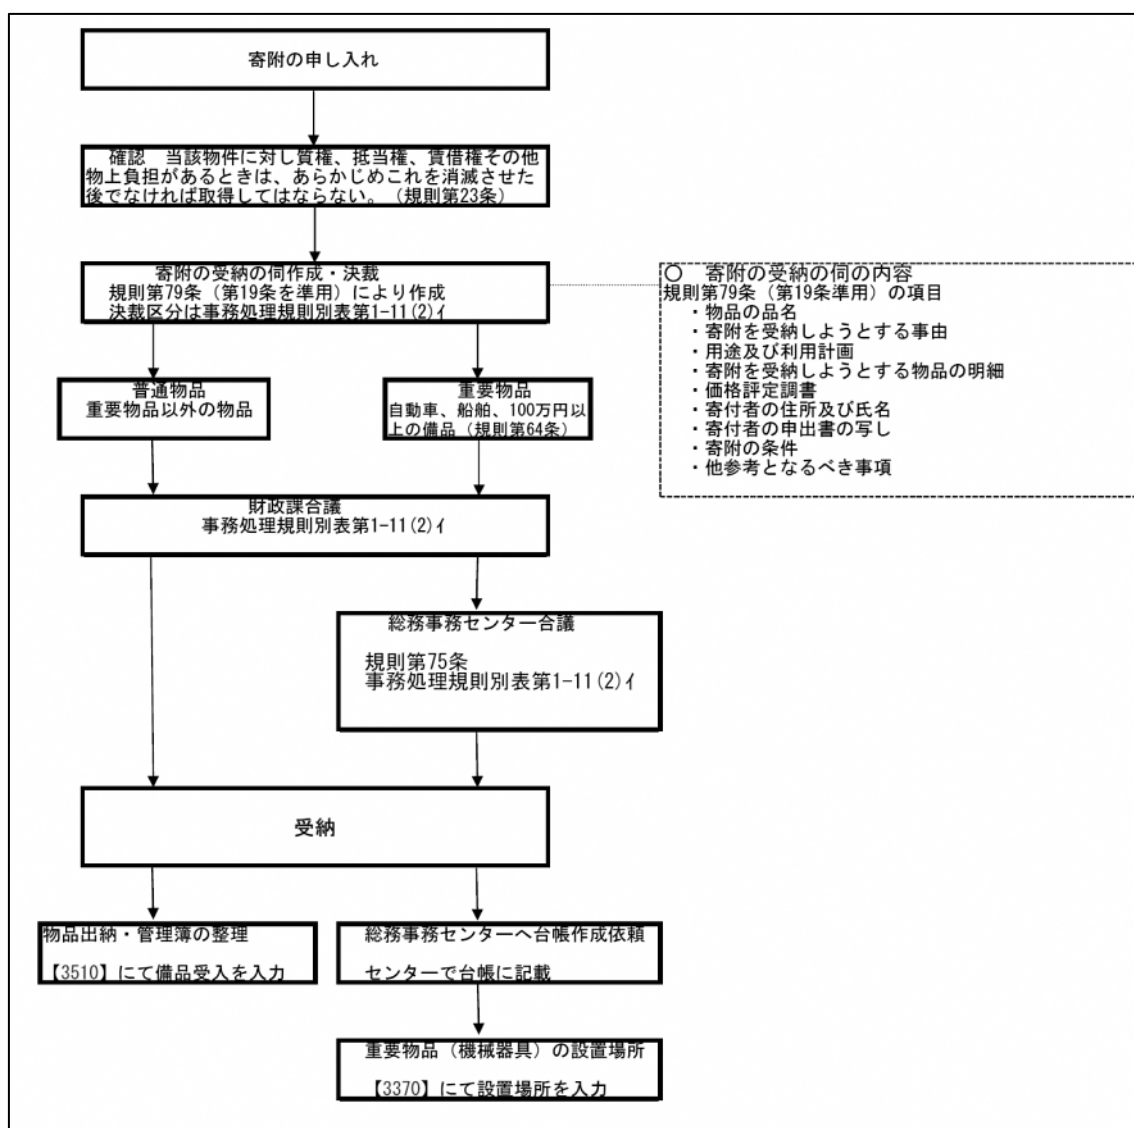 寄附の申し入れ
確認　当該物件に対し質権、抵当権、賃借権その他
物上負担があるときは、あらかじめこれを消滅させた
後でなければ取得してはならない。（規則第23条）
寄附の受納の伺作成・決裁
規則第79条（第19条を準用）により作成
決裁区分は事務処理規則別表第1-11(2)ｲ
○　寄附の受納の伺の内容
規則第79条（第19条準用）の項目
・物品の品名
・寄附を受納しようとする事由
・用途及び利用計画
・寄附を受納しようとする物品の明細
・価格評定調書
・寄付者の住所及び氏名
・寄付者の申出書の写し
・寄附の条件
・他参考となるべき事項
普通物品
重要物品以外の物品
重要物品
自動車、船舶、100万円以
上の備品（規則第64条）
財政課合議
事務処理規則別表第1-11(2)ｲ
総務事務センター合議
規則第75条
事務処理規則別表第1-11(2)ｲ
受納
物品出納・管理簿の整理
【3510】にて備品受入を入力
総務事務センターへ台帳作成依頼
センターで台帳に記載
重要物品（機械器具）の設置場所
【3370】にて設置場所を入力